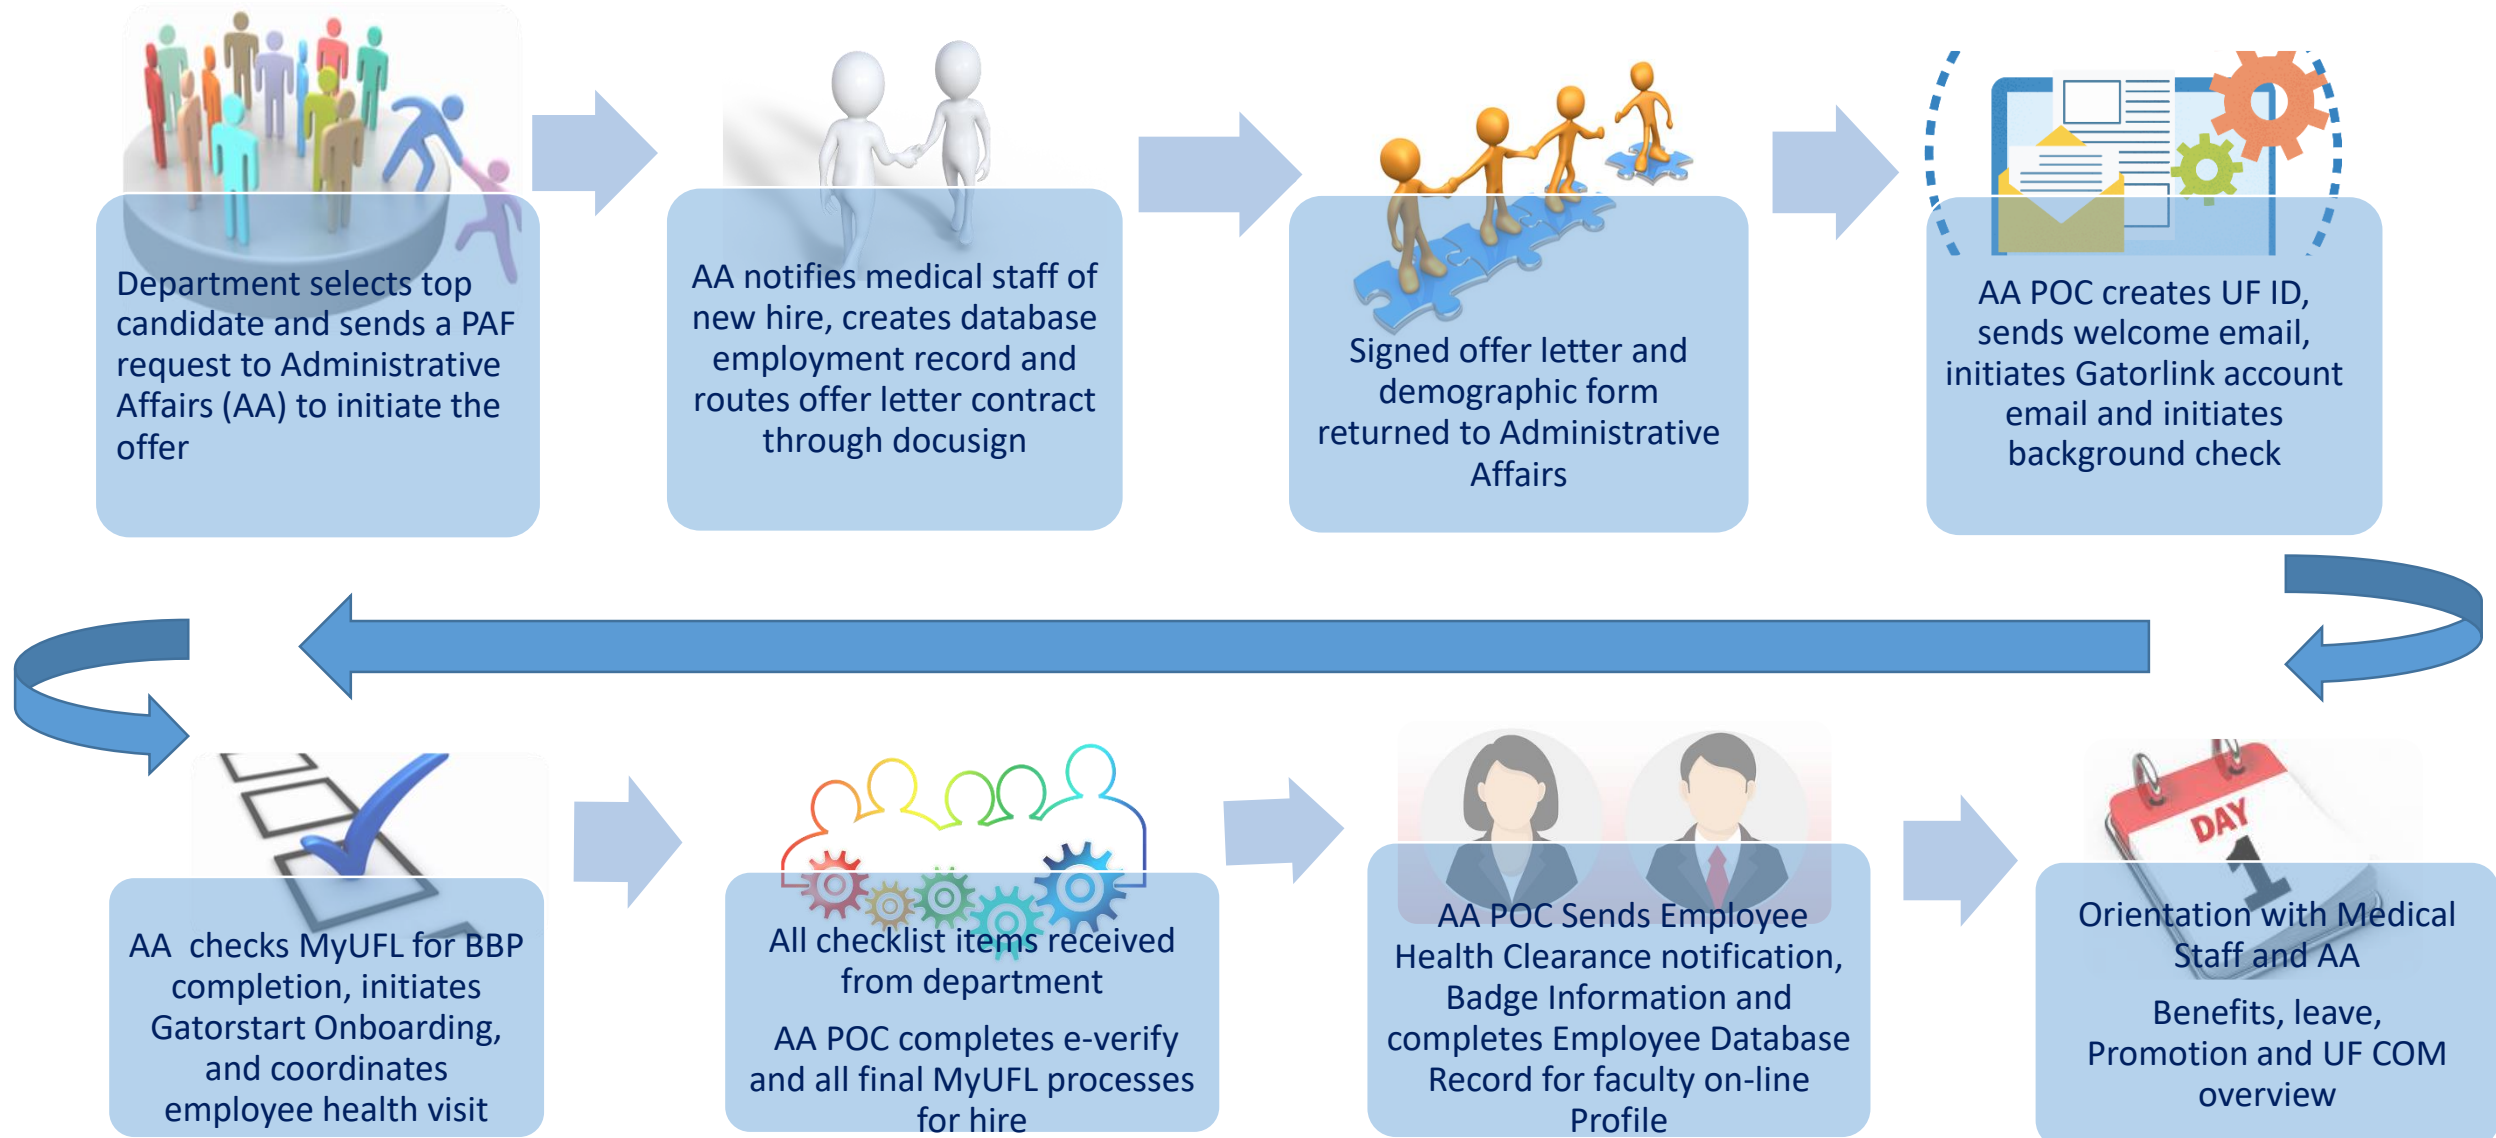 Department selects top
candidate and sends a PAF
request to Administrative
Affairs (AA) to initiate the
offer
AA notifies medical staff of
new hire, creates database
employment record and
routes offer letter contract
through docusign
Signed offer letter and
demographic form
returned to Administrative
Affairs
AA POC creates UF ID,
sends welcome email,
initiates Gatorlink account
email and initiates
background check
AA checks MyUFL for BBP
completion, initiates
Gatorstart Onboarding,
and coordinates
employee health visit
All checklist items received
from department
AA POC completes e-verify
and all final MyUFL processes
for hire
AA POC Sends Employee
Health Clearance notification,
Badge Information and
completes Employee Database
Record for faculty on-line
Profile
DAY
1
Orientation with Medical
Staff and AA
Benefits, leave,
Promotion and UF COM
overview